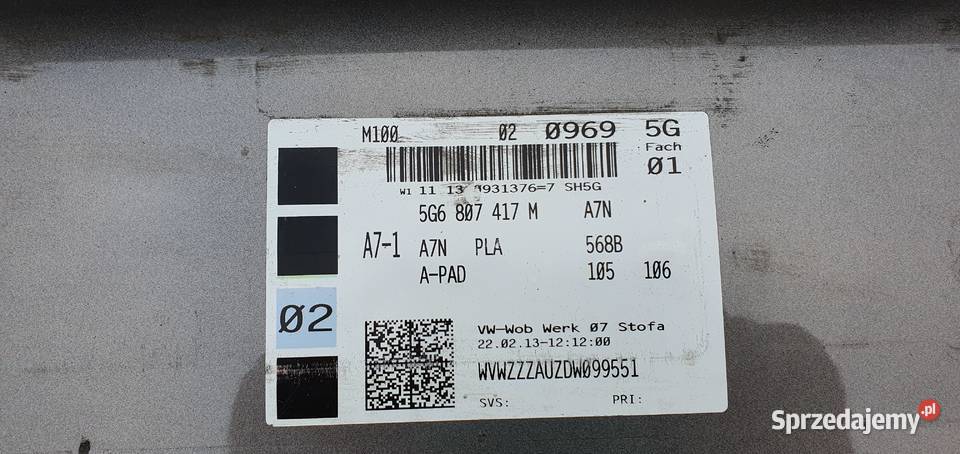 M100 02 0969 5G
Fach
01
W1 11 13 931376=7 SH5G
5G6 807 417 M A7N
A7-1 A7N PLA 568B
A-PAD 105 106
02
VW-Wob Werk 07 Stofa
22.02.13-12:12:00
WVWZZZAUZDW099551
SVS: PRI:
Sprzedajemy.pl